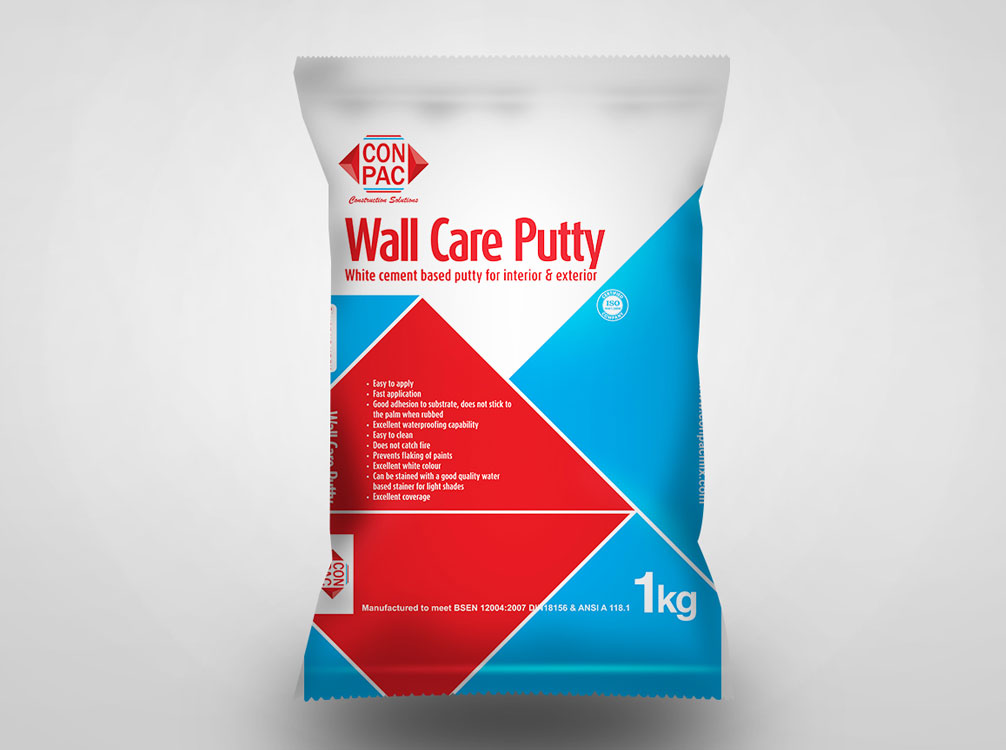 CON
PAC
Construction Solutions
Wall Care Putty
White cement based putty for interior & exterior
CERTIFIED
ISO
COMPANY
• Easy to apply
• Fast application
• Good adhesion to substrate, does not stick to
the palm when rubbed
• Excellent waterproofing capability
• Easy to clean
• Does not catch fire
• Prevents flaking of paints
• Excellent white colour
• Can be stained with a good quality water
based stainer for light shades
• Excellent coverage
Wall Care Putty
CON
PAC
Manufactured to meet BSEN 12004:2007 DIN18156 & ANSI A 118.1
1kg